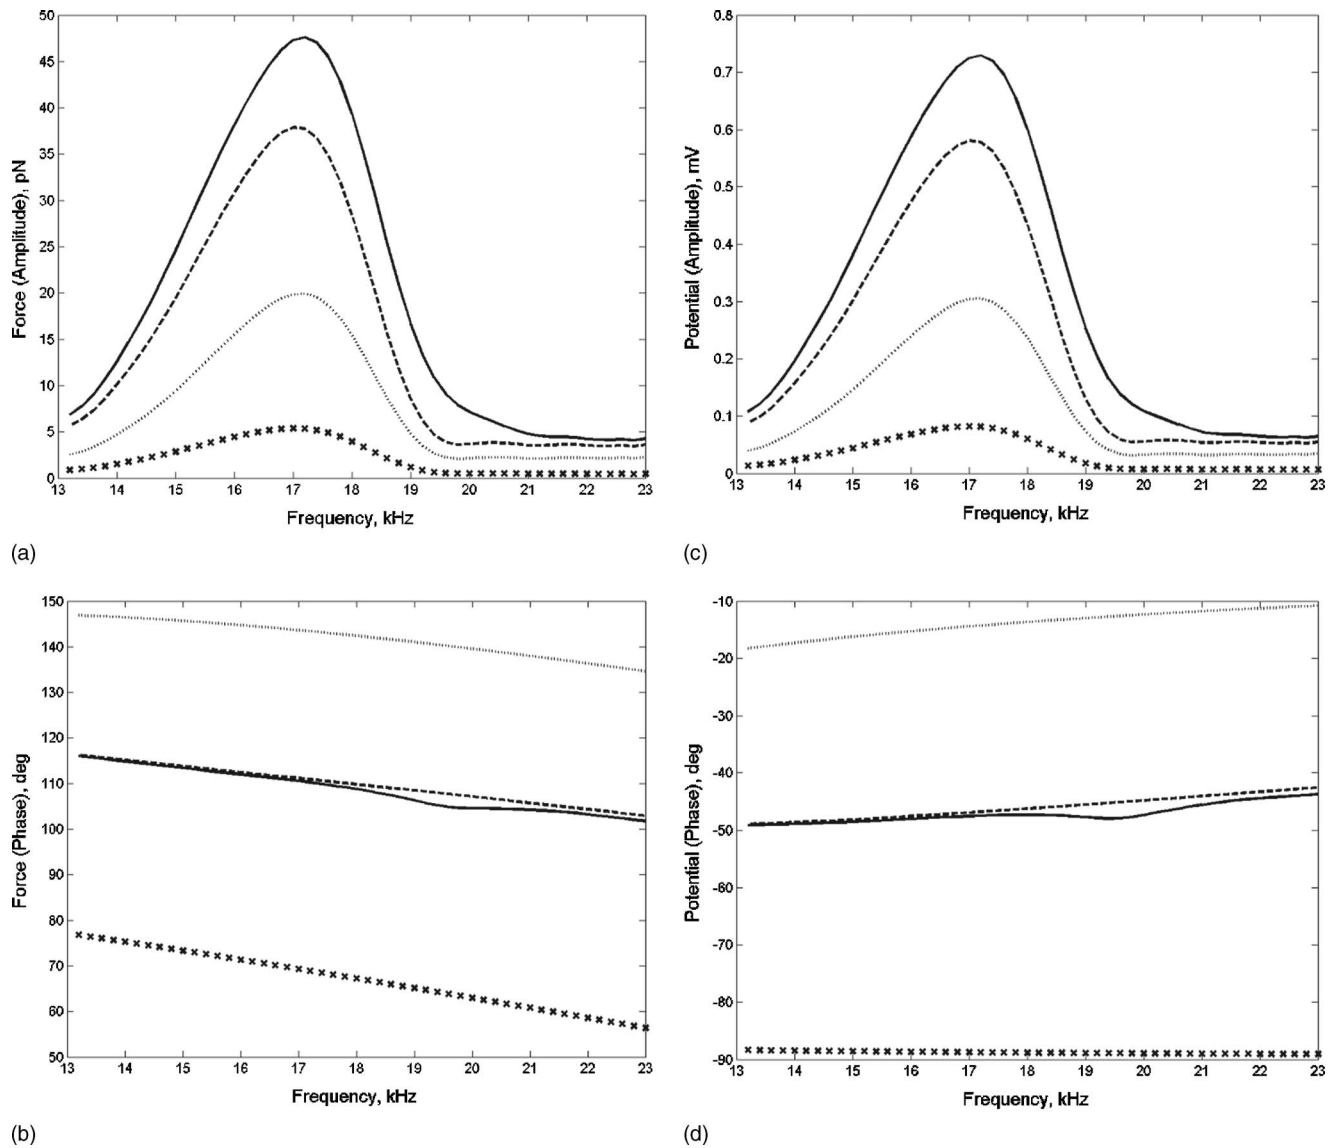 50
45
40
35
30
25
20
15
10
5
0
Force (Amplitude), pN
13 14 15 16 17 18 19 20 21 22 23
Frequency, kHz
(a)
0.8
0.7
0.6
0.5
0.4
0.3
0.2
0.1
0
Potential (Amplitude), mV
13 14 15 16 17 18 19 20 21 22 23
Frequency, kHz
(c)
150
140
130
120
110
100
90
80
70
60
50
Force (Phase), deg
13 14 15 16 17 18 19 20 21 22 23
Frequency, kHz
(b)
-10
-20
-30
-40
-50
-60
-70
-80
-90
Potential (Phase), deg
13 14 15 16 17 18 19 20 21 22 23
Frequency, kHz
(d)